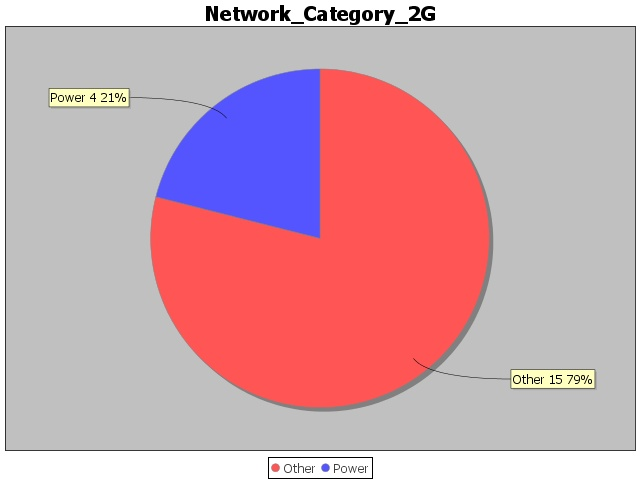 Network_Category_2G
Power 4 21%
Other 15 79%
Other Power